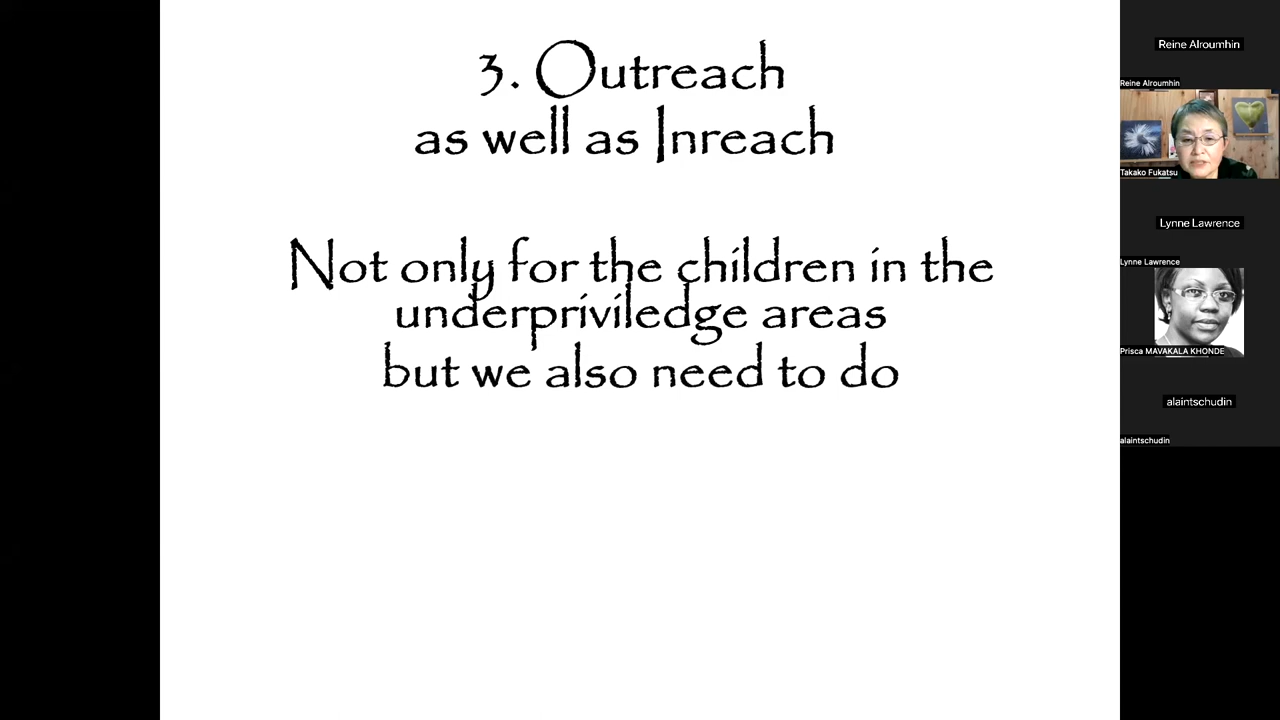 3. Outreach
as well as Inreach
Not only for the children in the
underpriviledge areas
but we also need to do
Reine Alroumhin
Reine Alroumhin
Takako Fukatsu
Lynne Lawrence
Lynne Lawrence
Prisca MAVAKALA KHONDE
alaintschudin
alaintschudin